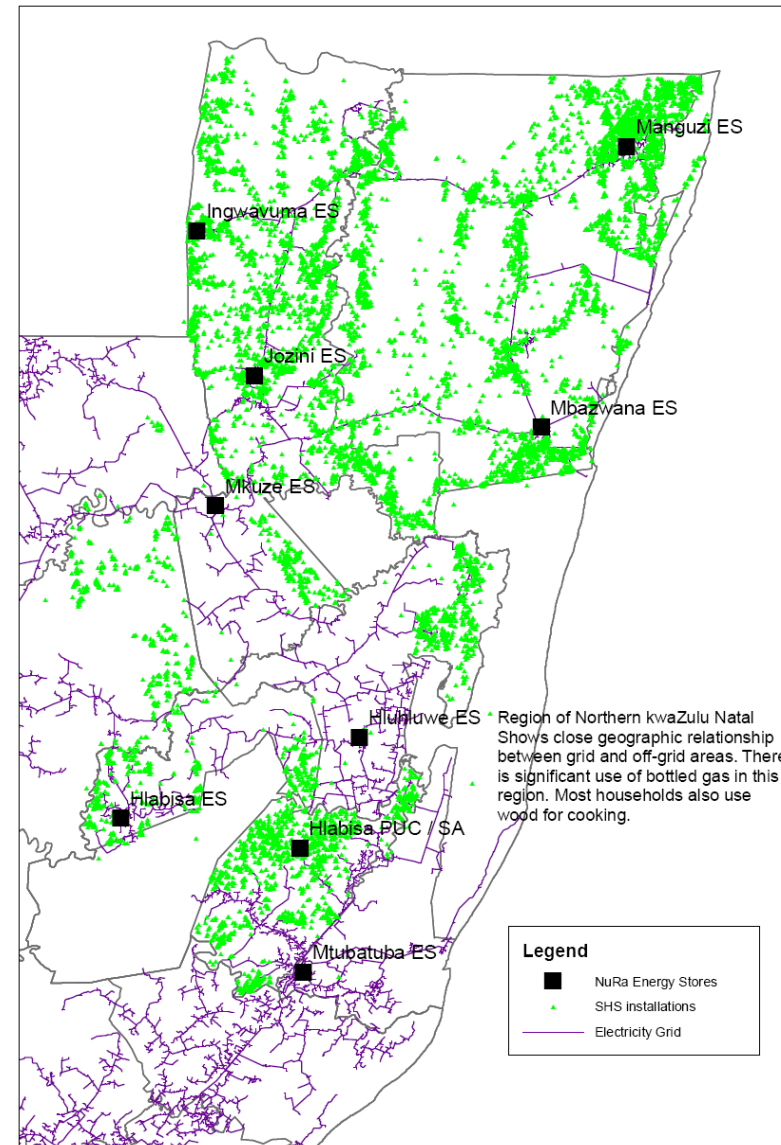 Manguzi ES
Ingwavuma ES
Jozini ES
Mbazwana ES
Mkuze ES
Hluhluwe ES
Region of Northern kwaZulu Natal
Shows close geographic relationship
between grid and off-grid areas. There
is significant use of bottled gas in this
region. Most households also use
wood for cooking.
Hlabisa ES
Hlabisa PUC / SA
Mtubatuba ES
Legend
NuRa Energy Stores
SHS installations
Electricity Grid